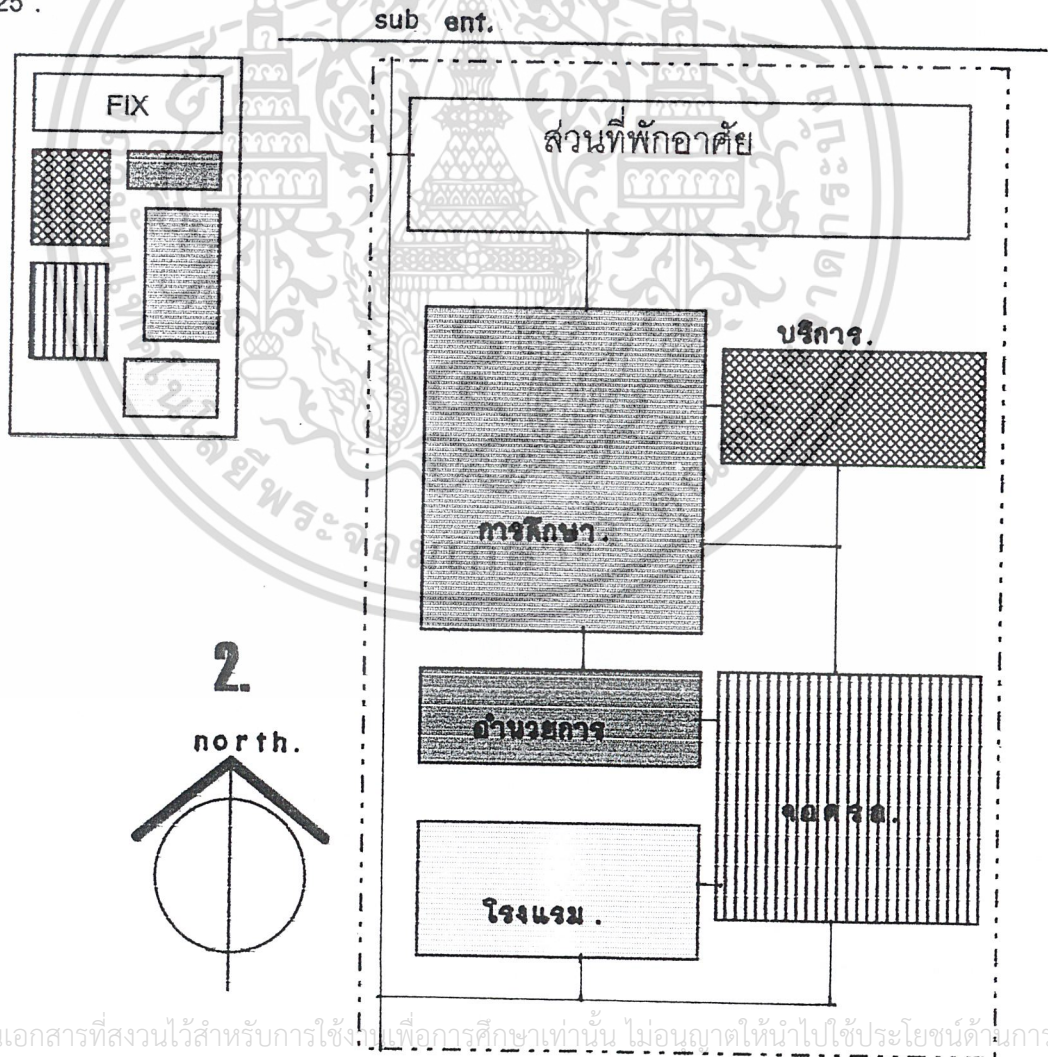 25 .
sub ent.
FIX
ส่วนที่พักอาศัย
บริการ.
การศึกษา.
2.
north.
อำนวยการ
จอดรถ.
โรงแรม .
เอกสารที่สงวนไว้สำหรับการใช้งานเพื่อการศึกษาเท่านั้น ไม่อนุญาตให้นำไปใช้ประโยชน์ด้านการ